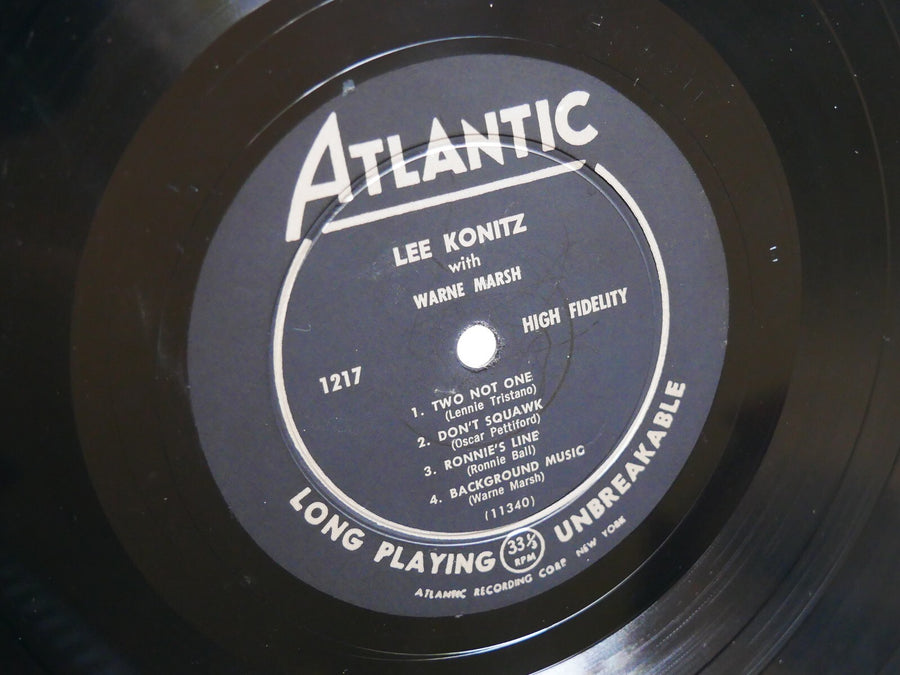 ATLANTIC
LEE KONITZ
with
WARNE MARSH
HIGH FIDELITY
1217
1. TWO NOT ONE
(Lennie Tristano)
2. DON'T SQUAWK
(Oscar Pettiford)
3. RONNIE'S LINE
(Ronnie Ball)
4. BACKGROUND MUSIC
(Warne Marsh)
(11340)
LONG PLAYING 33 1/3 RPM UNBREAKABLE
ATLANTIC RECORDING CORP. NEW YORK